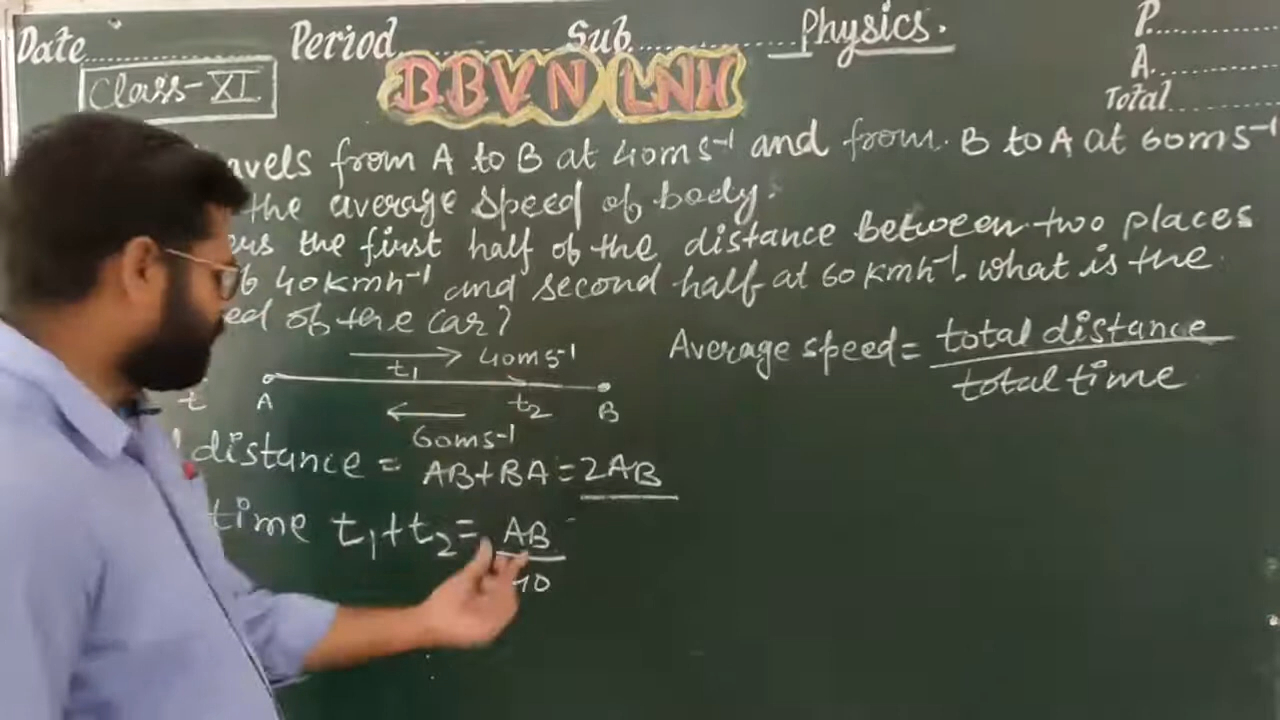 Date............ Period............ Sub............ Physics. P............
Class-XI BBVN LNH A............
Total............
avels from A to B at 40ms⁻¹ and from B to A at 60ms⁻¹
the average speed of body.
ers the first half of the distance between two places
40kmh⁻¹ and second half at 60kmh⁻¹. What is the
ed of the car?
Average speed = total distance / total time
→ 40ms⁻¹
t₁
t A t₂ B
← 60ms⁻¹
distance = AB+BA = 2AB
time t₁+t₂ = AB / 40